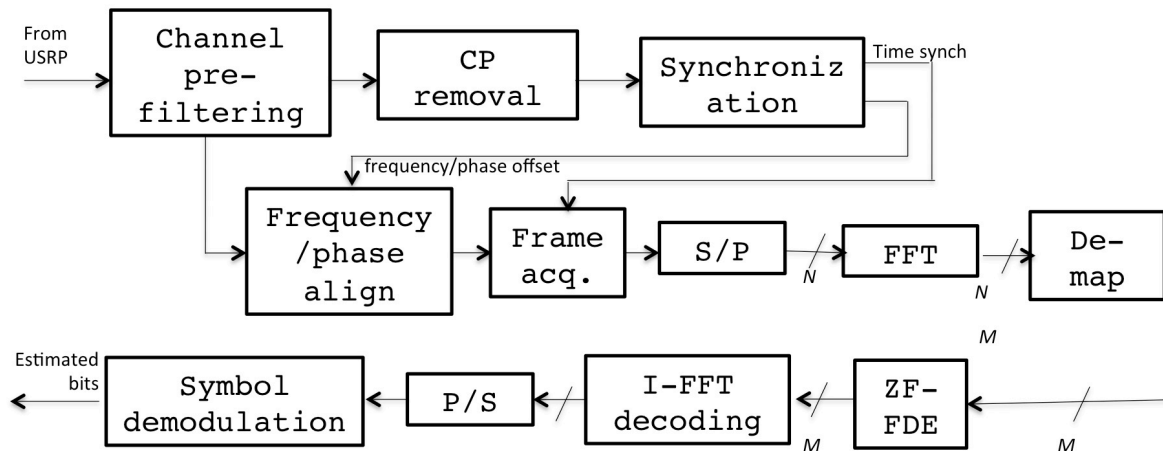 From
USRP
Channel
pre-
filtering
CP
removal
Synchroniz
ation
Time synch
frequency/phase offset
Frequency
/phase
align
Frame
acq.
S/P
N
FFT
N
De-
map
M
Estimated
bits
Symbol
demodulation
P/S
I-FFT
decoding
M
ZF-
FDE
M